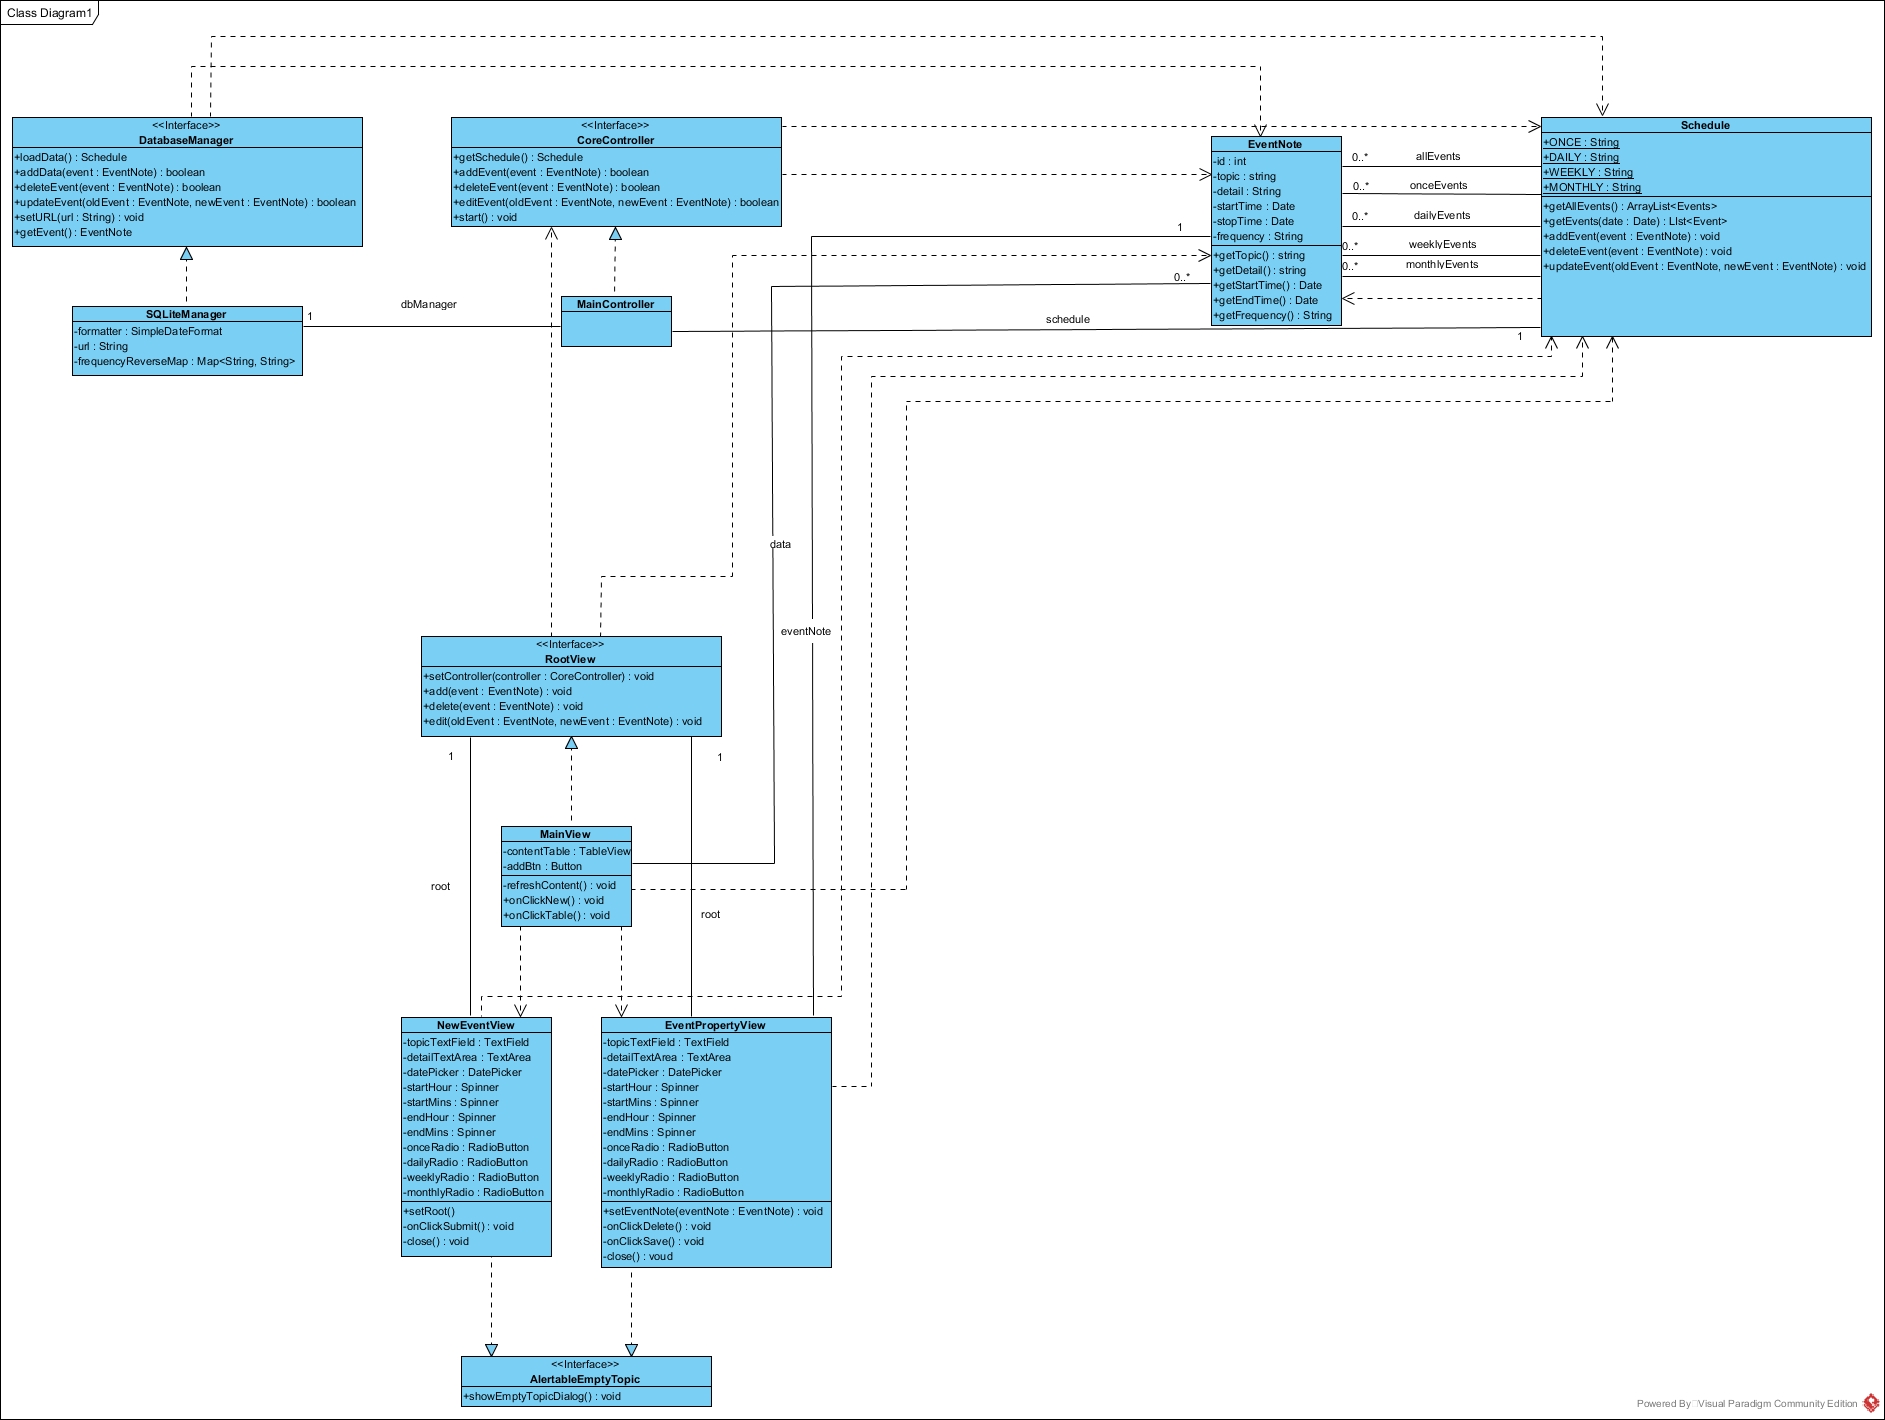 Class Diagram1
<<Interface>>
DatabaseManager
+loadData() : Schedule
+addData(event : EventNote) : boolean
+deleteEvent(event : EventNote) : boolean
+updateEvent(oldEvent : EventNote, newEvent : EventNote) : boolean
+setURL(url : String) : void
+getEvent() : EventNote
<<Interface>>
CoreController
+getSchedule() : Schedule
+addEvent(event : EventNote) : boolean
+deleteEvent(event : EventNote) : boolean
+editEvent(oldEvent : EventNote, newEvent : EventNote) : boolean
+start() : void
EventNote
-id : int
-topic : string
-detail : String
-startTime : Date
-stopTime : Date
-frequency : String
+getTopic() : string
+getDetail() : string
+getStartTime() : Date
+getEndTime() : Date
+getFrequency() : String
0..*
allEvents
0..*
onceEvents
0..*
dailyEvents
0..*
weeklyEvents
0..*
monthlyEvents
Schedule
+ONCE : String
+DAILY : String
+WEEKLY : String
+MONTHLY : String
+getAllEvents() : ArrayList<Events>
+getEvents(date : Date) : LIst<Event>
+addEvent(event : EventNote) : void
+deleteEvent(event : EventNote) : void
+updateEvent(oldEvent : EventNote, newEvent : EventNote) : void
1
0..*
SQLiteManager
-formatter : SimpleDateFormat
-url : String
-frequencyReverseMap : Map<String, String>
1
dbManager
MainController
schedule
1
data
eventNote
<<Interface>>
RootView
+setController(controller : CoreController) : void
+add(event : EventNote) : void
+delete(event : EventNote) : void
+edit(oldEvent : EventNote, newEvent : EventNote) : void
1
1
MainView
-contentTable : TableView
-addBtn : Button
-refreshContent() : void
+onClickNew() : void
+onClickTable() : void
root
root
NewEventView
-topicTextField : TextField
-detailTextArea : TextArea
-datePicker : DatePicker
-startHour : Spinner
-startMins : Spinner
-endHour : Spinner
-endMins : Spinner
-onceRadio : RadioButton
-dailyRadio : RadioButton
-weeklyRadio : RadioButton
-monthlyRadio : RadioButton
+setRoot()
-onClickSubmit() : void
-close() : void
EventPropertyView
-topicTextField : TextField
-detailTextArea : TextArea
-datePicker : DatePicker
-startHour : Spinner
-startMins : Spinner
-endHour : Spinner
-endMins : Spinner
-onceRadio : RadioButton
-dailyRadio : RadioButton
-weeklyRadio : RadioButton
-monthlyRadio : RadioButton
+setEventNote(eventNote : EventNote) : void
-onClickDelete() : void
-onClickSave() : void
-close() : voud
<<Interface>>
AlertableEmptyTopic
+showEmptyTopicDialog() : void
Powered By Visual Paradigm Community Edition